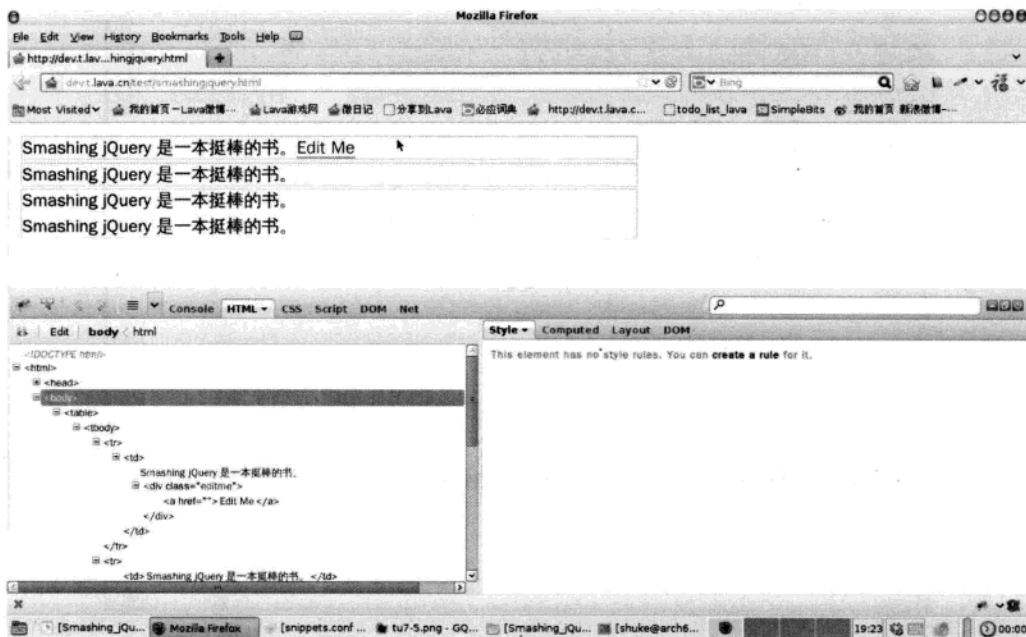 Mozilla Firefox
File Edit View History Bookmarks Tools Help
http://dev.t.lav...hingjquery.html
dev.t.lava.cn/test/smashingjquery.html
Bing
Most Visited 我的首页-Lava微博... Lava游戏网 微日记 分享到Lava 必应词典 http://dev.t.lava.c... todo_list_lava SimpleBits 我的首页 新浪微博-...
Smashing jQuery 是一本挺棒的书。Edit Me
Smashing jQuery 是一本挺棒的书。
Smashing jQuery 是一本挺棒的书。
Smashing jQuery 是一本挺棒的书。
Console HTML CSS Script DOM Net
Edit body < html
Style Computed Layout DOM
<!DOCTYPE html>
This element has no style rules. You can create a rule for it.
<html>
<head>
<body>
<table>
<tbody>
<tr>
<td>
Smashing jQuery 是一本挺棒的书。
<div class="editme">
<a href=""> Edit Me </a>
</div>
</td>
</tr>
<tr>
<td> Smashing jQuery 是一本挺棒的书。 </td>
[Smashing_jQu... Mozilla Firefox [snippets.conf ... tu7-5.png - GQ... [Smashing_jQu... [shuke@arch6... 19:23 00:00